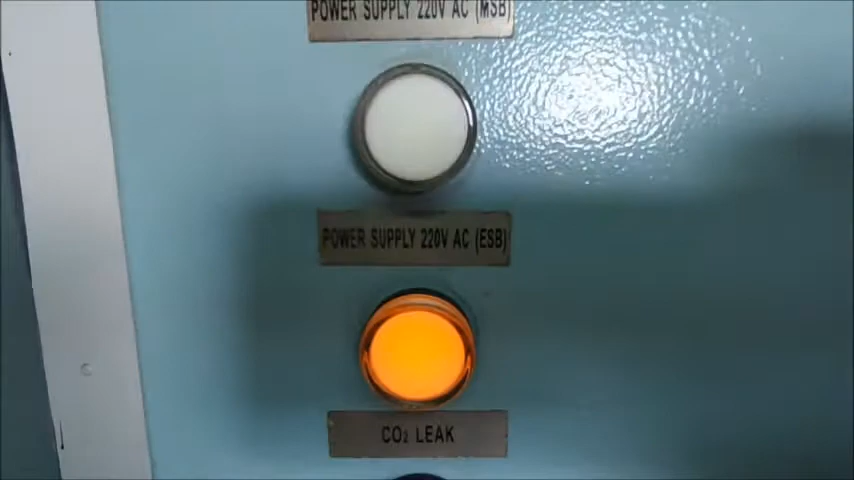 POWER SUPPLY 220V AC (MSB)
POWER SUPPLY 220V AC (ESB)
CO₂ LEAK